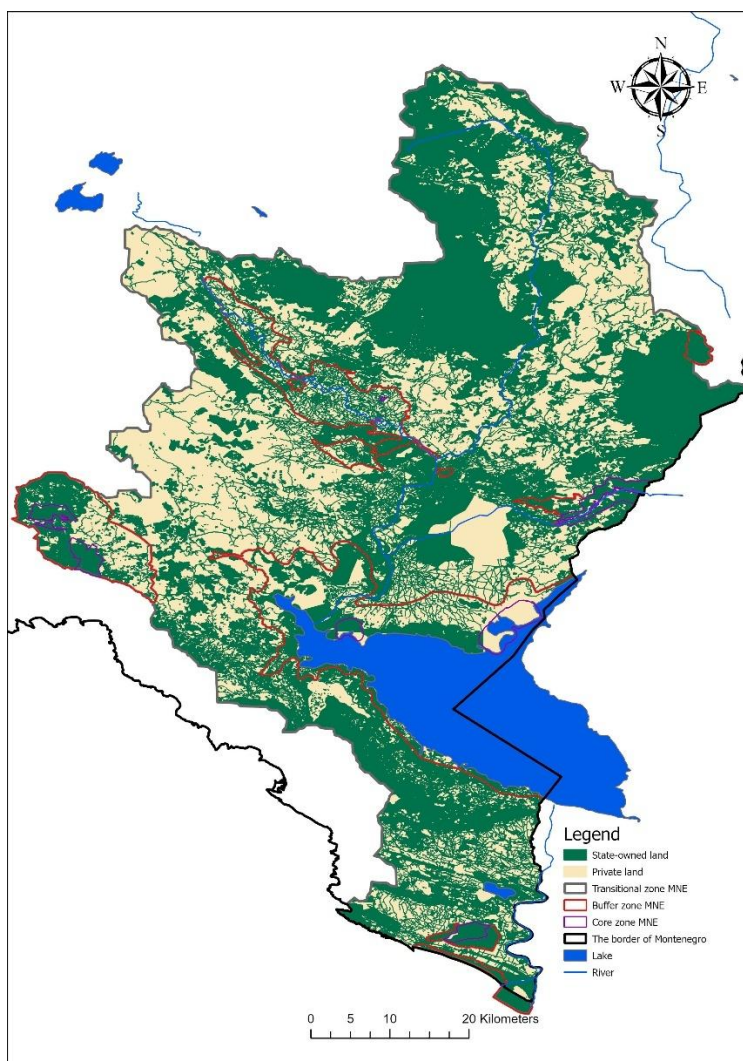 N
W E
S
Legend
State-owned land
Private land
Transitional zone MNE
Buffer zone MNE
Core zone MNE
The border of Montenegro
Lake
River
0 5 10 20 Kilometers